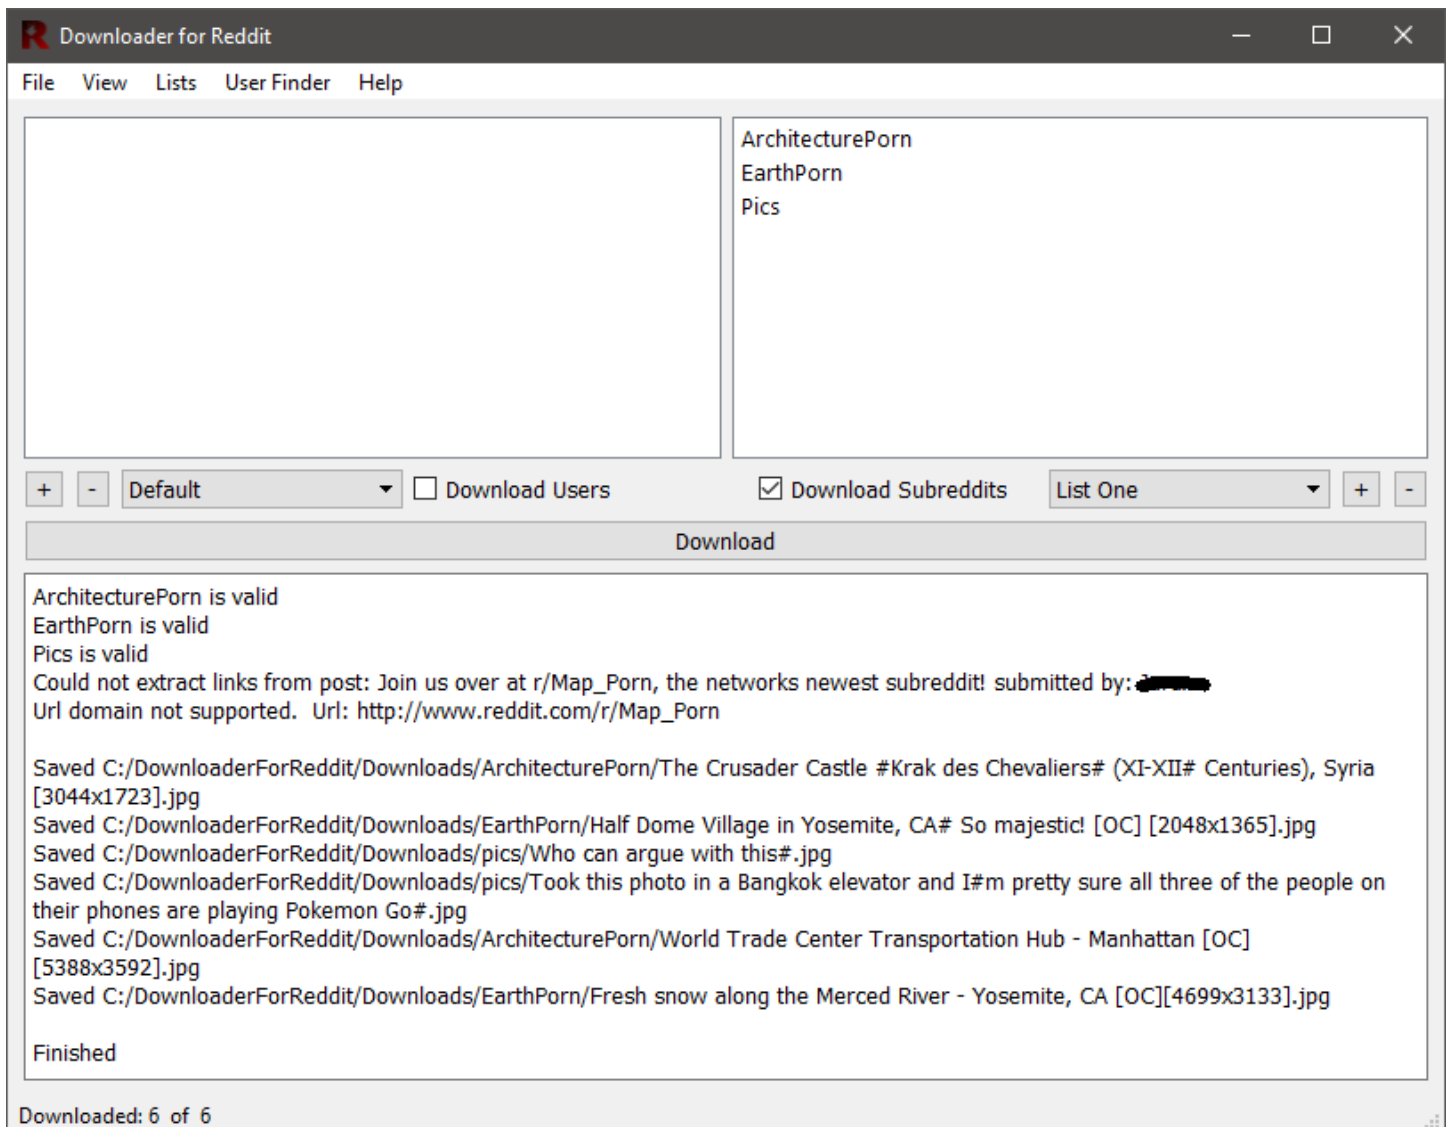 Downloader for Reddit
File View Lists User Finder Help
ArchitecturePorn
EarthPorn
Pics
+ - Default Download Users Download Subreddits List One + -
Download
ArchitecturePorn is valid
EarthPorn is valid
Pics is valid
Could not extract links from post: Join us over at r/Map_Porn, the networks newest subreddit! submitted by:
Url domain not supported.  Url: http://www.reddit.com/r/Map_Porn
Saved C:/DownloaderForReddit/Downloads/ArchitecturePorn/The Crusader Castle #Krak des Chevaliers# (XI-XII# Centuries), Syria
[3044x1723].jpg
Saved C:/DownloaderForReddit/Downloads/EarthPorn/Half Dome Village in Yosemite, CA# So majestic! [OC] [2048x1365].jpg
Saved C:/DownloaderForReddit/Downloads/pics/Who can argue with this#.jpg
Saved C:/DownloaderForReddit/Downloads/pics/Took this photo in a Bangkok elevator and I#m pretty sure all three of the people on
their phones are playing Pokemon Go#.jpg
Saved C:/DownloaderForReddit/Downloads/ArchitecturePorn/World Trade Center Transportation Hub - Manhattan [OC]
[5388x3592].jpg
Saved C:/DownloaderForReddit/Downloads/EarthPorn/Fresh snow along the Merced River - Yosemite, CA [OC][4699x3133].jpg
Finished
Downloaded: 6 of 6